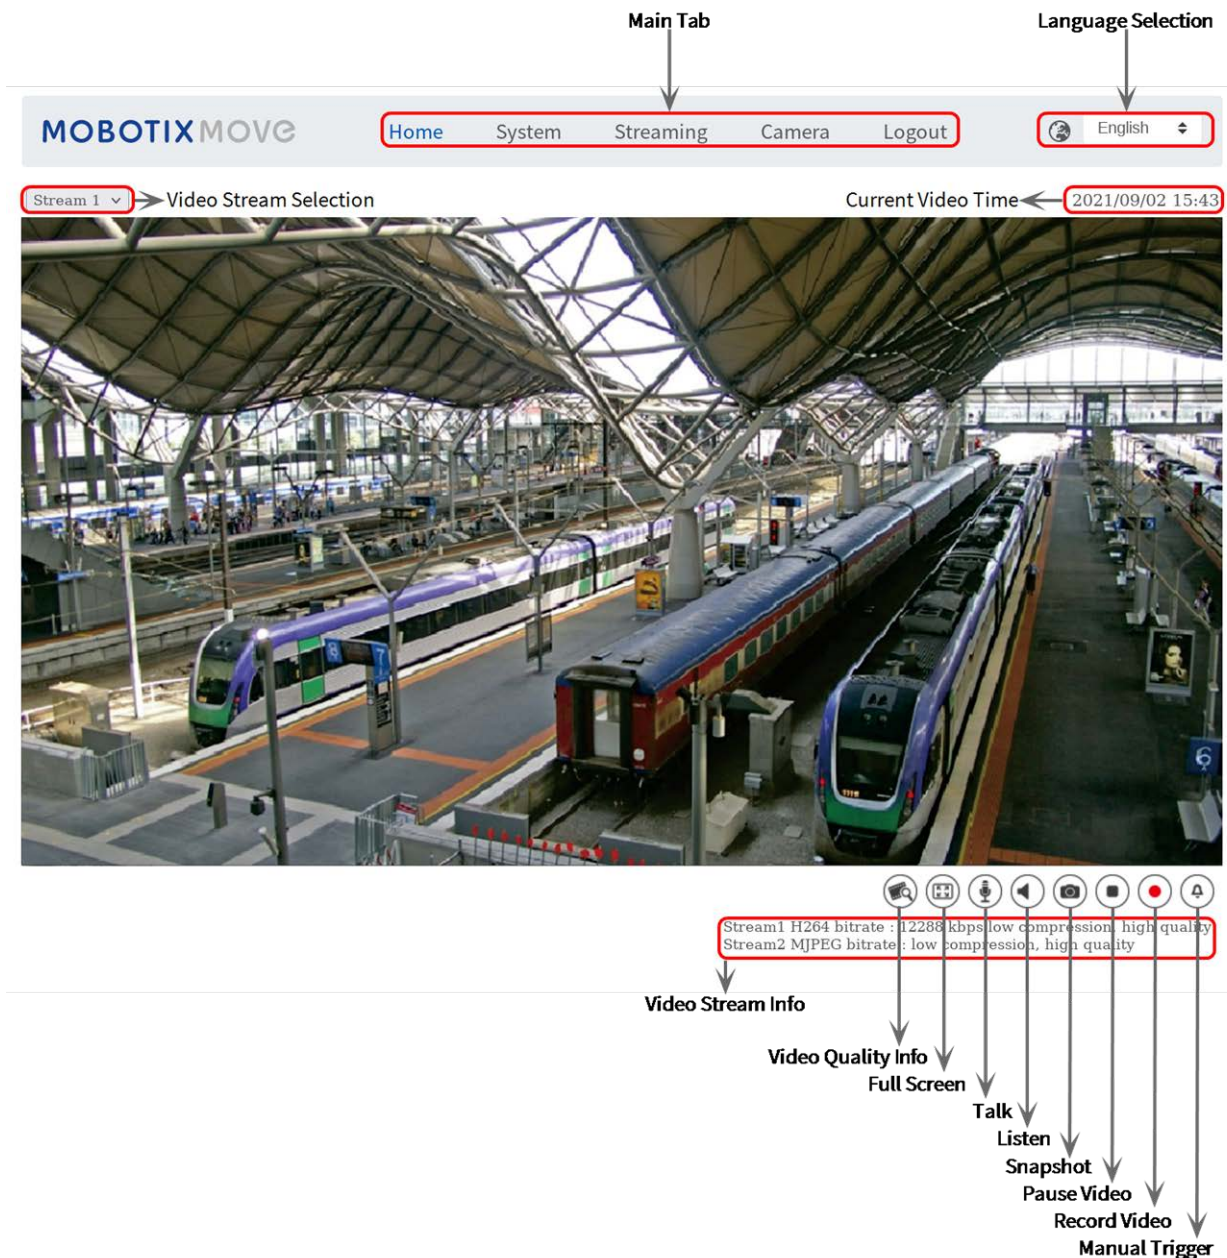 Main Tab
Language Selection
MOBOTIX MOVE
Home System Streaming Camera Logout
English
Stream 1
Video Stream Selection
Current Video Time
2021/09/02 15:43
8
7
6
Stream1 H264 bitrate : 12288 kbps low compression, high quality
Stream2 MJPEG bitrate : low compression, high quality
Video Stream Info
Video Quality Info
Full Screen
Talk
Listen
Snapshot
Pause Video
Record Video
Manual Trigger